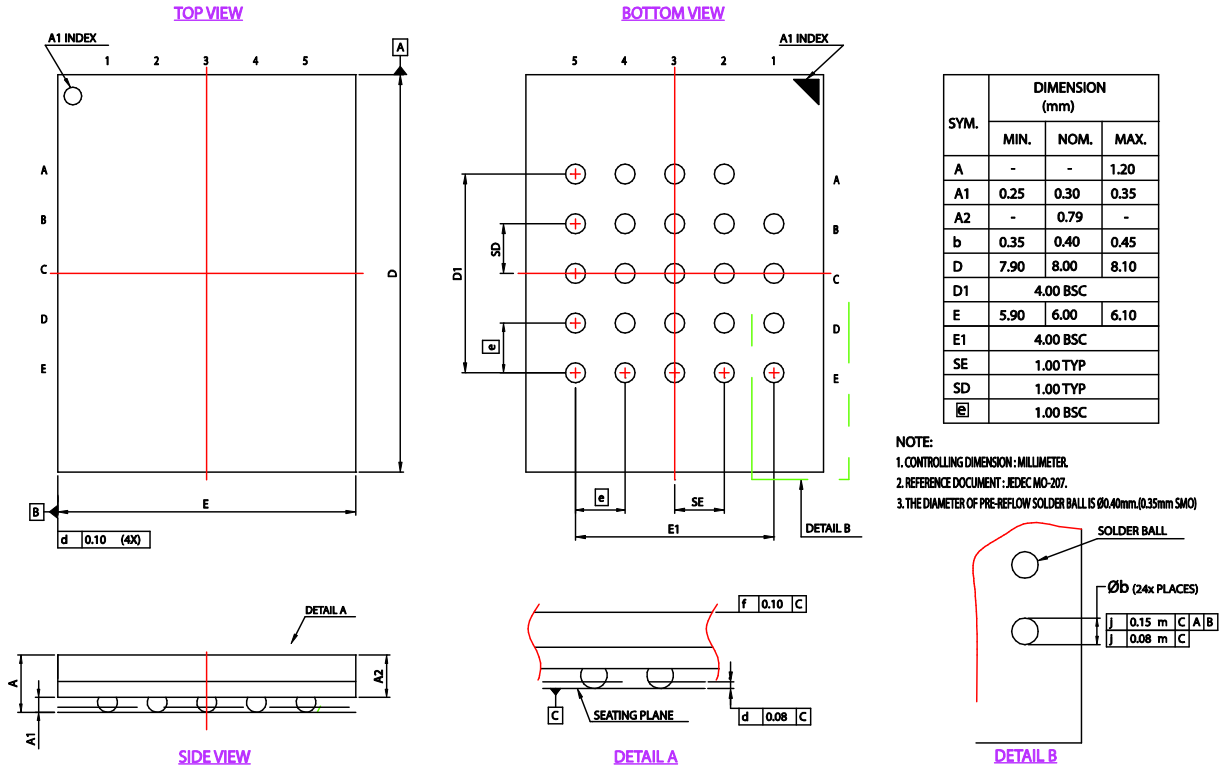 TOP VIEW
A1 INDEX
1 2 3 4 5
A
A
B
C
D
E
D
B
E
d 0.10 (4X)
BOTTOM VIEW
A1 INDEX
5 4 3 2 1
A
B
C
D
E
D1
SD
e
e
SE
E1
DETAIL B
SYM.
DIMENSION
(mm)
MIN. NOM. MAX.
A - - 1.20
A1 0.25 0.30 0.35
A2 - 0.79 -
b 0.35 0.40 0.45
D 7.90 8.00 8.10
D1 4.00 BSC
E 5.90 6.00 6.10
E1 4.00 BSC
SE 1.00 TYP
SD 1.00 TYP
e 1.00 BSC
NOTE:
1. CONTROLLING DIMENSION : MILLIMETER.
2. REFERENCE DOCUMENT : JEDEC MO-207.
3. THE DIAMETER OF PRE-REFLOW SOLDER BALL IS Ø0.40mm.(0.35mm SMO)
DETAIL A
A
A1
A2
SIDE VIEW
f 0.10 C
C
SEATING PLANE
d 0.08 C
DETAIL A
SOLDER BALL
Øb (24x PLACES)
j 0.15 m C A B
j 0.08 m C
DETAIL B